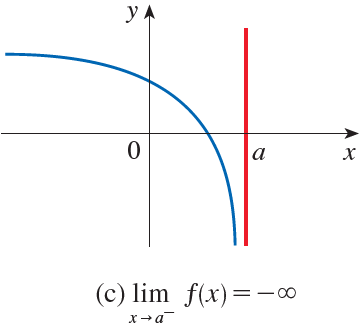 y
0
a
x
(c) lim f(x) = −∞
x→a⁻